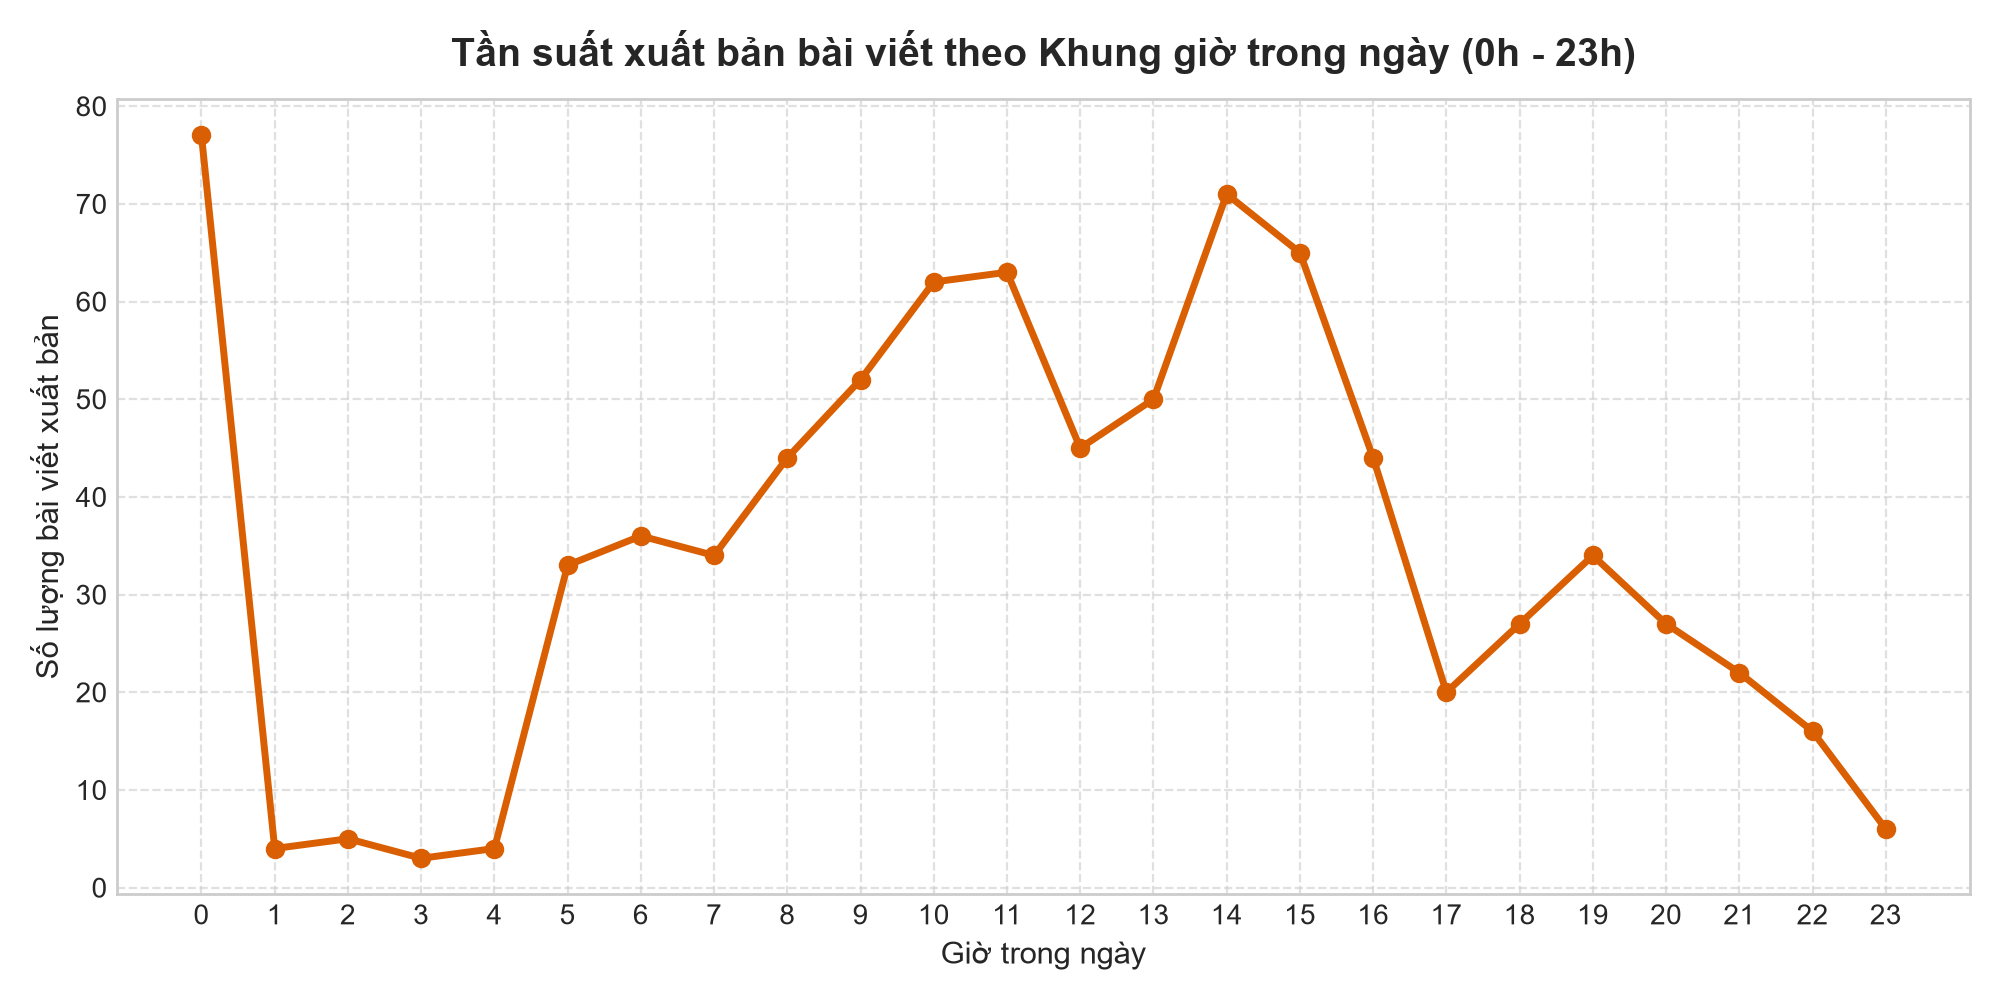 Tần suất xuất bản bài viết theo Khung giờ trong ngày (0h - 23h)
Số lượng bài viết xuất bản
80
70
60
50
40
30
20
10
0
0 1 2 3 4 5 6 7 8 9 10 11 12 13 14 15 16 17 18 19 20 21 22 23
Giờ trong ngày